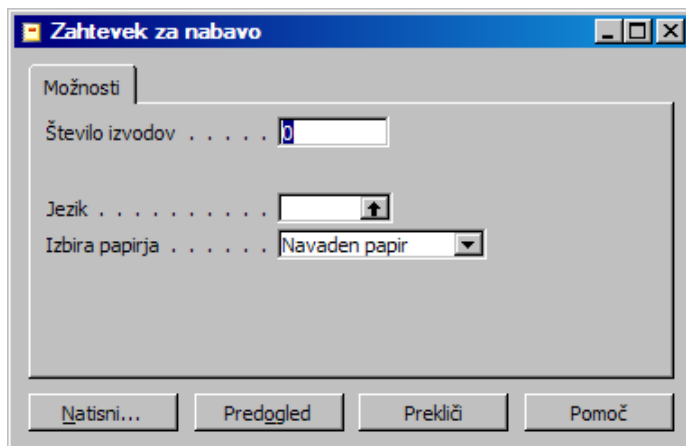 Zahtevek za nabavo
Možnosti
Število izvodov . . . . . 0
Jezik . . . . . . . . . .
Izbira papirja . . . . . . Navaden papir
Natisni... Predogled Prekliči Pomoč